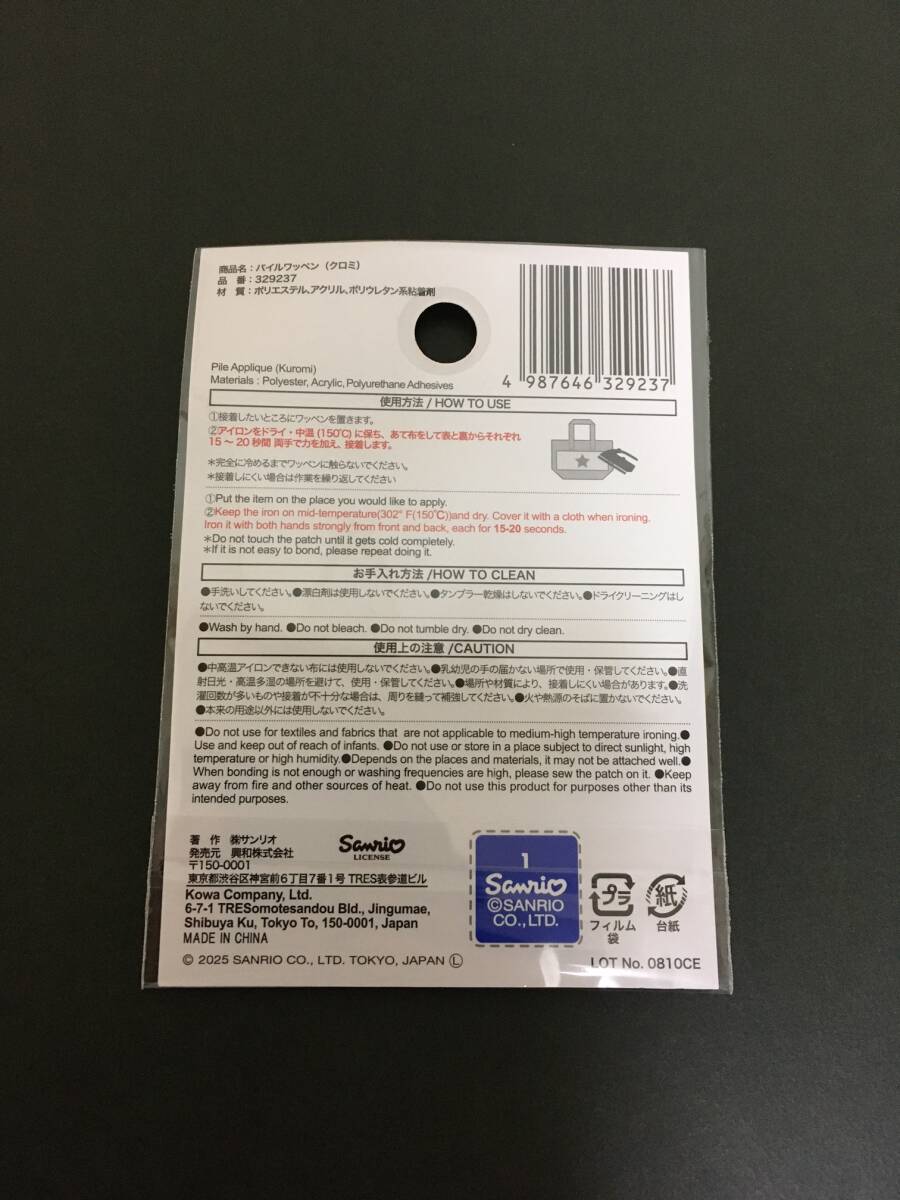 商品名：パイルワッペン（クロミ）
品　番：329237
材　質：ポリエステル、アクリル、ポリウレタン系粘着剤
Pile Applique (Kuromi)
Materials : Polyester, Acrylic, Polyurethane Adhesives
4 987646 329237
使用方法 / HOW TO USE
①接着したいところにワッペンを置きます。
②アイロンをドライ・中温 (150℃) に保ち、あて布をして表と裏からそれぞれ
15～20 秒間 両手で力を加え、接着します。
＊完全に冷めるまでワッペンに触らないでください。
＊接着しにくい場合は作業を繰り返してください
①Put the item on the place you would like to apply.
②Keep the iron on mid-temperature(302° F(150℃))and dry. Cover it with a cloth when ironing.
Iron it with both hands strongly from front and back, each for 15-20 seconds.
＊Do not touch the patch until it gets cold completely.
＊If it is not easy to bond, please repeat doing it.
お手入れ方法 /HOW TO CLEAN
●手洗いしてください。●漂白剤は使用しないでください。●タンブラー乾燥はしないでください。●ドライクリーニングはし
ないでください。
●Wash by hand. ●Do not bleach. ●Do not tumble dry. ●Do not dry clean.
使用上の注意 /CAUTION
●中高温アイロンできない布には使用しないでください。●乳幼児の手の届かない場所で使用・保管してください。●直
射日光・高温多湿の場所を避けて、使用・保管してください。●場所や材質により、接着しにくい場合があります。●洗
濯回数が多いものや接着が不十分な場合は、周りを縫って補強してください。●火や熱源のそばに置かないでください。
●本来の用途以外には使用しないでください。
●Do not use for textiles and fabrics that are not applicable to medium-high temperature ironing.●
Use and keep out of reach of infants. ●Do not use or store in a place subject to direct sunlight, high
temperature or high humidity.●Depends on the places and materials, it may not be attached well.●
When bonding is not enough or washing frequencies are high, please sew the patch on it. ●Keep
away from fire and other sources of heat. ●Do not use this product for purposes other than its
intended purposes.
著　作　㈱サンリオ
発売元　興和株式会社
〒150-0001
東京都渋谷区神宮前6丁目7番1号 TRES表参道ビル
Kowa Company, Ltd.
6-7-1 TRESomotesandou Bld., Jingumae,
Shibuya Ku, Tokyo To, 150-0001, Japan
MADE IN CHINA
© 2025 SANRIO CO., LTD. TOKYO, JAPAN Ⓛ
Sanrio
LICENSE
1
Sanrio
©SANRIO
CO., LTD.
プラ
フィルム
袋
紙
台紙
LOT No. 0810CE